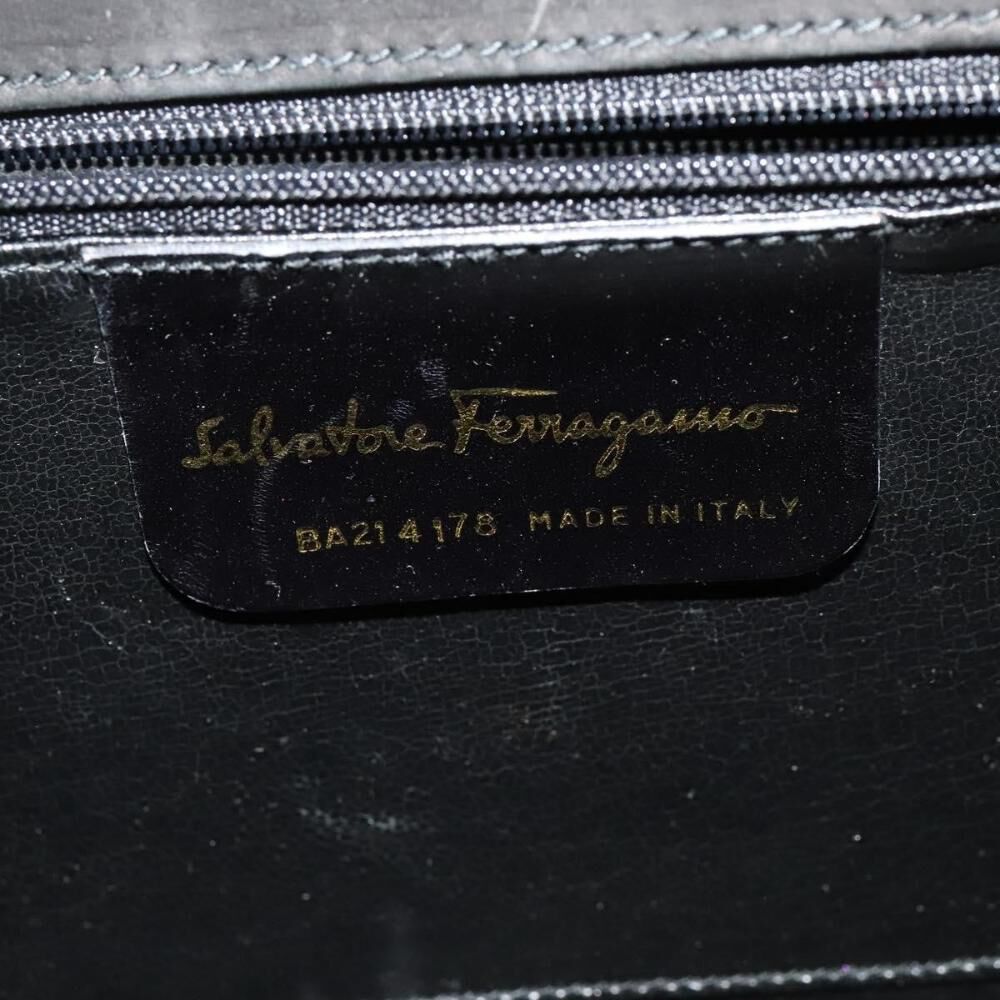 Salvatore Ferragamo
BA21 4178 MADE IN ITALY